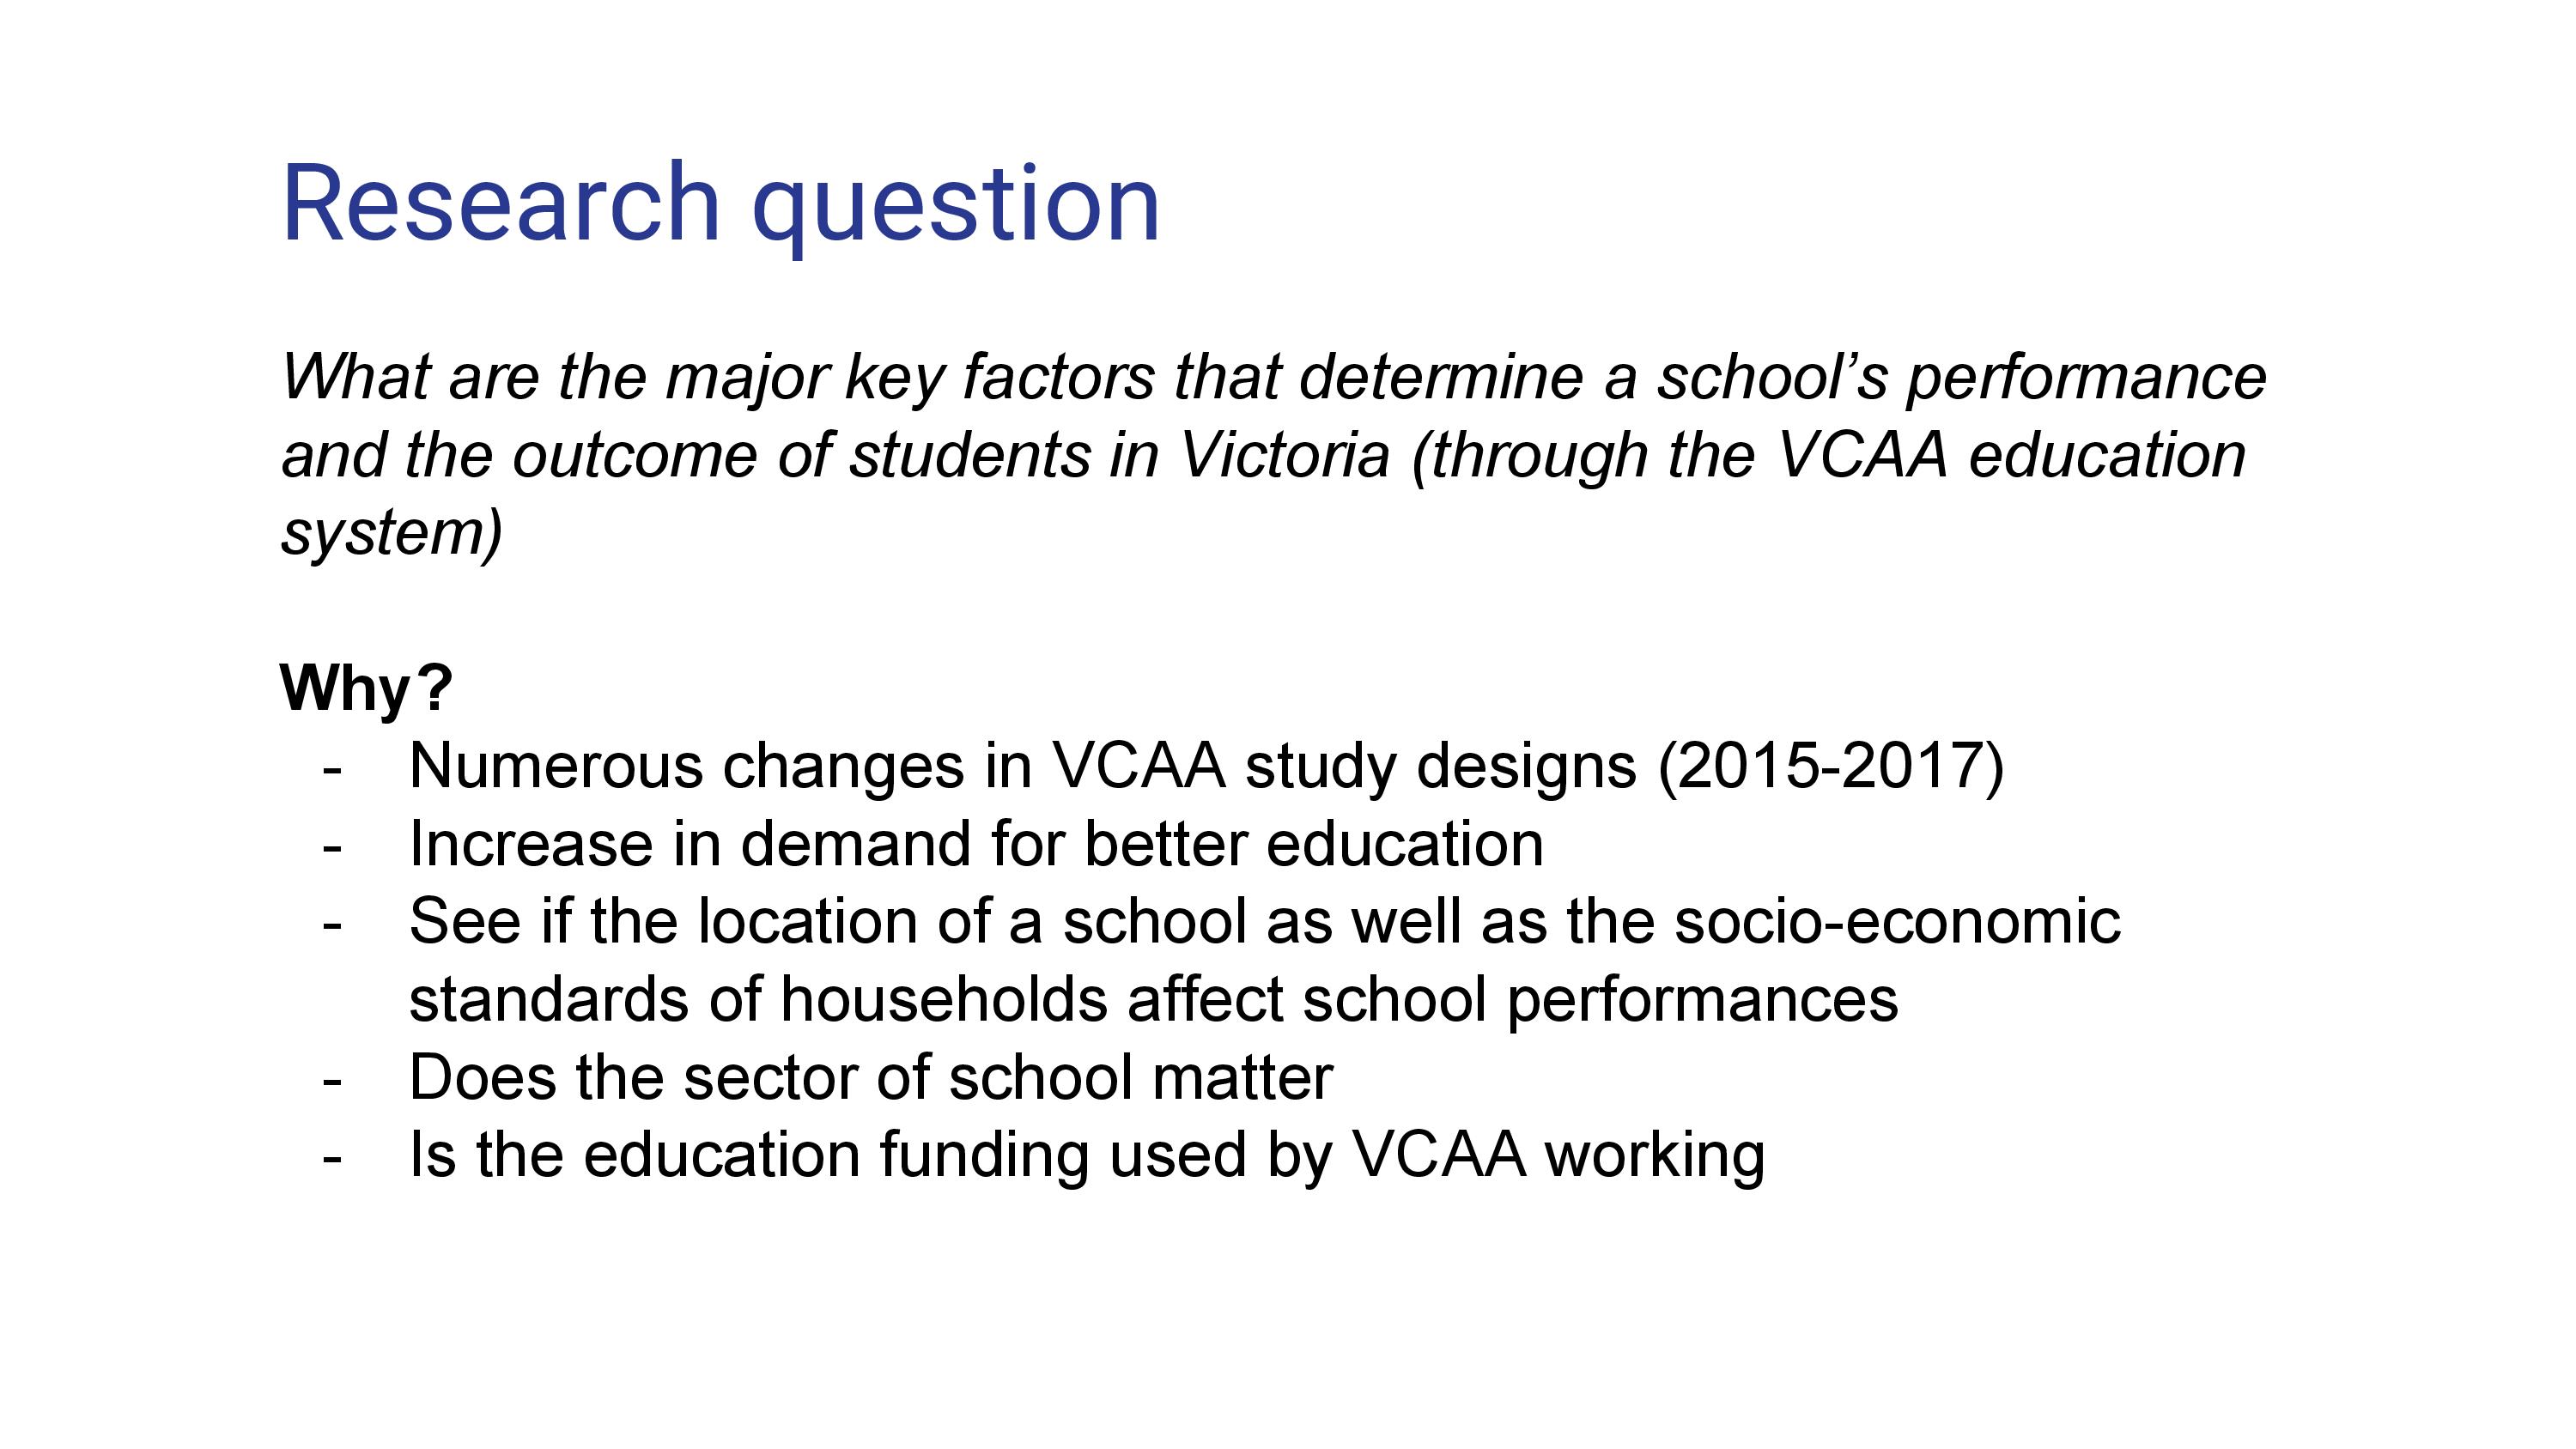 Research question
What are the major key factors that determine a school’s performance
and the outcome of students in Victoria (through the VCAA education
system)
Why?
- Numerous changes in VCAA study designs (2015-2017)
- Increase in demand for better education
- See if the location of a school as well as the socio-economic
standards of households affect school performances
- Does the sector of school matter
- Is the education funding used by VCAA working